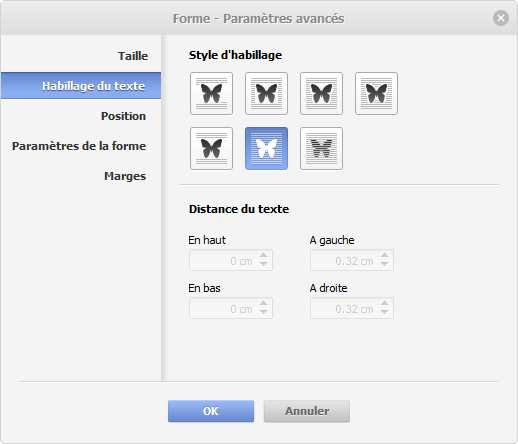 Forme - Paramètres avancés
Taille
Habillage du texte
Position
Paramètres de la forme
Marges
Style d'habillage
Distance du texte
En haut
A gauche
0 cm
0.32 cm
En bas
A droite
0 cm
0.32 cm
OK
Annuler